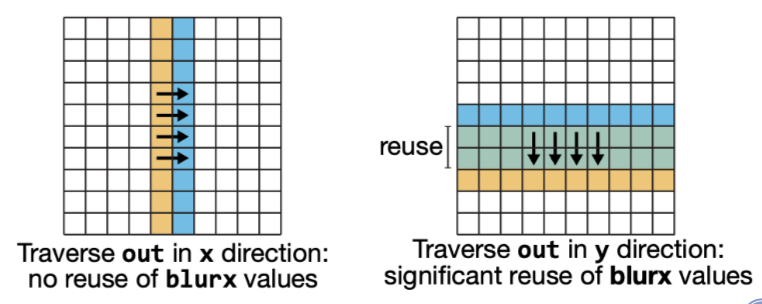 reuse
Traverse out in x direction:
no reuse of blurx values
Traverse out in y direction:
significant reuse of blurx values